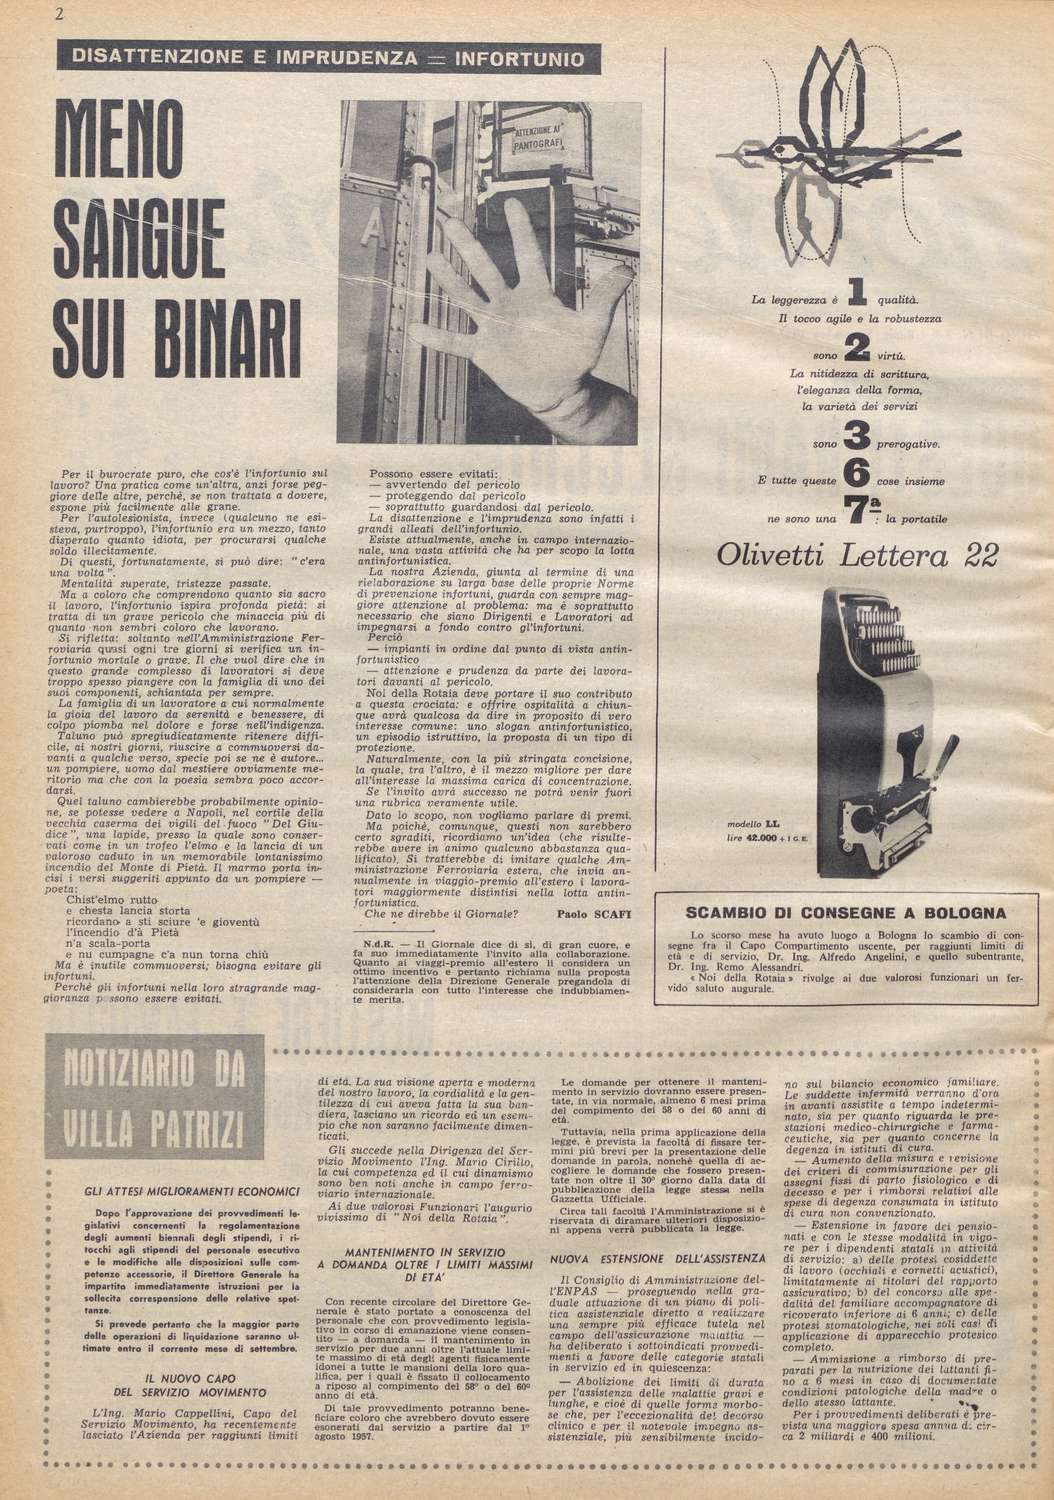 2
DISATTENZIONE E IMPRUDENZA = INFORTUNIO
MENO
SANGUE
SUI BINARI
ATTENZIONE AI
PANTOGRAFI
A
Per il burocrate puro, che cos'è l'infortunio sul
lavoro? Una pratica come un'altra, anzi forse peg-
giore delle altre, perchè, se non trattata a dovere,
espone più facilmente alle grane.
Per l'autolesionista, invece (qualcuno ne esi-
steva, purtroppo), l'infortunio era un mezzo, tanto
disperato quanto idiota, per procurarsi qualche
soldo illecitamente.
Di questi, fortunatamente, si può dire: "c'era
una volta".
Mentalità superate, tristezze passate.
Ma a coloro che comprendono quanto sia sacro
il lavoro, l'infortunio ispira profonda pietà: si
tratta di un grave pericolo che minaccia più di
quanto non sembri coloro che lavorano.
Si rifletta: soltanto nell'Amministrazione Fer-
roviaria quasi ogni tre giorni si verifica un in-
fortunio mortale o grave. Il che vuol dire che in
questo grande complesso di lavoratori si deve
troppo spesso piangere con la famiglia di uno dei
suoi componenti, schiantata per sempre.
La famiglia di un lavoratore a cui normalmente
la gioia del lavoro da serenità e benessere, di
colpo piomba nel dolore e forse nell'indigenza.
Taluno può spregiudicatamente ritenere diffi-
cile, ai nostri giorni, riuscire a commuoversi da-
vanti a qualche verso, specie poi se ne è autore...
un pompiere, uomo dal mestiere ovviamente me-
ritorio ma che con la poesia sembra poco accor-
darsi.
Quel taluno cambierebbe probabilmente opinio-
ne, se potesse vedere a Napoli, nel cortile della
vecchia caserma dei vigili del fuoco "Del Giu-
dice", una lapide, presso la quale sono conser-
vati come in un trofeo l'elmo e la lancia di un
valoroso caduto in un memorabile lontanissimo
incendio del Monte di Pietà. Il marmo porta in-
cisi i versi suggeriti appunto da un pompiere —
poeta:
Chist'elmo rutto
e chesta lancia storta
ricordano a sti sciure 'e gioventù
l'incendio d'à Pietà
n'a scala-porta
e nu cumpagne c'a nun torna chiù
Ma è inutile commuoversi; bisogna evitare gli
infortuni.
Perchè gli infortuni nella loro stragrande mag-
gioranza possono essere evitati.
Possono essere evitati:
— avvertendo del pericolo
— proteggendo dal pericolo
— soprattutto guardandosi dal pericolo.
La disattenzione e l'imprudenza sono infatti i
grandi alleati dell'infortunio.
Esiste attualmente, anche in campo internazio-
nale, una vasta attività che ha per scopo la lotta
antinfortunistica.
La nostra Azienda, giunta al termine di una
rielaborazione su larga base delle proprie Norme
di prevenzione infortuni, guarda con sempre mag-
giore attenzione al problema: ma è soprattutto
necessario che siano Dirigenti e Lavoratori ad
impegnarsi a fondo contro gl'infortuni.
Perciò
— impianti in ordine dal punto di vista antin-
fortunistico
— attenzione e prudenza da parte dei lavora-
tori davanti al pericolo.
Noi della Rotaia deve portare il suo contributo
a questa crociata: e offrire ospitalità a chiun-
que avrà qualcosa da dire in proposito di vero
interesse comune: uno slogan antinfortunistico,
un episodio istruttivo, la proposta di un tipo di
protezione.
Naturalmente, con la più stringata concisione,
la quale, tra l'altro, è il mezzo migliore per dare
all'interesse la massima carica di concentrazione.
Se l'invito avrà successo ne potrà venir fuori
una rubrica veramente utile.
Dato lo scopo, non vogliamo parlare di premi.
Ma poichè, comunque, questi non sarebbero
certo sgraditi, ricordiamo un'idea (che risulte-
rebbe avere in animo qualcuno abbastanza qua-
lificato). Si tratterebbe di imitare qualche Am-
ministrazione Ferroviaria estera, che invia an-
nualmente in viaggio-premio all'estero i lavora-
tori maggiormente distintisi nella lotta antin-
fortunistica.
Che ne direbbe il Giornale? Paolo SCAFI
N.d.R. — Il Giornale dice di sì, di gran cuore, e
fa suo immediatamente l'invito alla collaborazione.
Quanto ai viaggi-premio all'estero li considera un
ottimo incentivo e pertanto richiama sulla proposta
l'attenzione della Direzione Generale pregandola di
considerarla con tutto l'interesse che indubbiamen-
te merita.
La leggerezza è 1 qualità.
Il tocco agile e la robustezza
sono 2 virtú.
La nitidezza di scrittura,
l'eleganza della forma,
la varietà dei servizi
sono 3 prerogative.
E tutte queste 6 cose insieme
ne sono una 7ª: la portatile
Olivetti Lettera 22
modello LL
lire 42.000 + I G E.
SCAMBIO DI CONSEGNE A BOLOGNA
Lo scorso mese ha avuto luogo a Bologna lo scambio di con-
segne fra il Capo Compartimento uscente, per raggiunti limiti di
età e di servizio, Dr. Ing. Alfredo Angelini, e quello subentrante,
Dr. Ing. Remo Alessandri.
« Noi della Rotaia » rivolge ai due valorosi funzionari un fer-
vido saluto augurale.
NOTIZIARIO DA
VILLA PATRIZI
GLI ATTESI MIGLIORAMENTI ECONOMICI
Dopo l'approvazione dei provvedimenti le-
gislativi concernenti la regolamentazione
degli aumenti biennali degli stipendi, i ri-
tocchi agli stipendi del personale esecutivo
e le modifiche alle disposizioni sulle com-
petenze accessorie, il Direttore Generale ha
impartito immediatamente istruzioni per la
sollecita corresponsione delle relative spet-
tanze.
Si prevede pertanto che la maggior parte
delle operazioni di liquidazione saranno ul-
timate entro il corrente mese di settembre.
IL NUOVO CAPO
DEL SERVIZIO MOVIMENTO
L'Ing. Mario Cappellini, Capo del
Servizio Movimento, ha recentemente
lasciato l'Azienda per raggiunti limiti
di età. La sua visione aperta e moderna
del nostro lavoro, la cordialità e la gen-
tilezza di cui aveva fatta la sua ban-
diera, lasciano un ricordo ed un esem-
pio che non saranno facilmente dimen-
ticati.
Gli succede nella Dirigenza del Ser-
vizio Movimento l'Ing. Mario Cirillo,
la cui competenza ed il cui dinamismo
sono ben noti anche in campo ferro-
viario internazionale.
Ai due valorosi Funzionari l'augurio
vivissimo di "Noi della Rotaia".
MANTENIMENTO IN SERVIZIO
A DOMANDA OLTRE I LIMITI MASSIMI
DI ETA'
Con recente circolare del Direttore Ge-
nerale è stato portato a conoscenza del
personale che con provvedimento legisla-
tivo in corso di emanazione viene consen-
tito — a domanda — il mantenimento in
servizio per due anni oltre l'attuale limi-
te massimo di età degli agenti fisicamente
idonei a tutte le mansioni della loro qua-
lifica, per i quali è fissato il collocamento
a riposo al compimento del 58° o del 60°
anno di età.
Di tale provvedimento potranno bene-
ficiare coloro che avrebbero dovuto essere
esonerati dal servizio a partire dal 1°
agosto 1957.
Le domande per ottenere il manteni-
mento in servizio dovranno essere presen-
tate, in via normale, almeno 6 mesi prima
del compimento dei 58 o dei 60 anni di
età.
Tuttavia, nella prima applicazione della
legge, è prevista la facoltà di fissare ter-
mini più brevi per la presentazione delle
domande in parola, nonchè quella di ac-
cogliere le domande che fossero presen-
tate non oltre il 30° giorno dalla data di
pubblicazione della legge stessa nella
Gazzetta Ufficiale.
Circa tali facoltà l'Amministrazione si è
riservata di diramare ulteriori disposizio-
ni appena verrà pubblicata la legge.
NUOVA ESTENSIONE DELL'ASSISTENZA
Il Consiglio di Amministrazione del-
l'ENPAS — proseguendo nella gra-
duale attuazione di un piano di poli-
tica assistenziale diretto a realizzare
una sempre più efficace tutela nel
campo dell'assicurazione malattia —
ha deliberato i sottoindicati provvedi-
menti a favore delle categorie statali
in servizio ed in quiescenza:
— Abolizione dei limiti di durata
per l'assistenza delle malattie gravi e
lunghe, e cioè di quelle forme morbo-
se che, per l'eccezionalità del decorso
clinico e per il notevole impegno as-
sistenziale, più sensibilmente incido-
no sul bilancio economico familiare.
Le suddette infermità verranno d'ora
in avanti assistite a tempo indetermi-
nato, sia per quanto riguarda le pre-
stazioni medico-chirurgiche e farma-
ceutiche, sia per quanto concerne la
degenza in istituti di cura.
— Aumento della misura e revisione
dei criteri di commisurazione per gli
assegni fissi di parto fisiologico e di
decesso e per i rimborsi relativi alle
spese di degenza consumata in istituto
di cura non convenzionato.
— Estensione in favore dei pensio-
nati e con le stesse modalità in vigo-
re per i dipendenti statali in attività
di servizio: a) delle protesi cosiddette
di lavoro (occhiali e cornetti acustici),
limitatamente ai titolari del rapporto
assicurativo; b) del concorso alle spe-
dalità del familiare accompagnatore di
ricoverato inferiore ai 6 anni; c) delle
protesi stomatologiche, nei soli casi di
applicazione di apparecchio protesico
completo.
— Ammissione a rimborso di pre-
parati per la nutrizione dei lattanti fi-
no a 6 mesi in caso di documentate
condizioni patologiche della madre o
dello stesso lattante.
Per i provvedimenti deliberati è pre-
vista una maggiore spesa annua di cir-
ca 2 miliardi e 400 milioni.